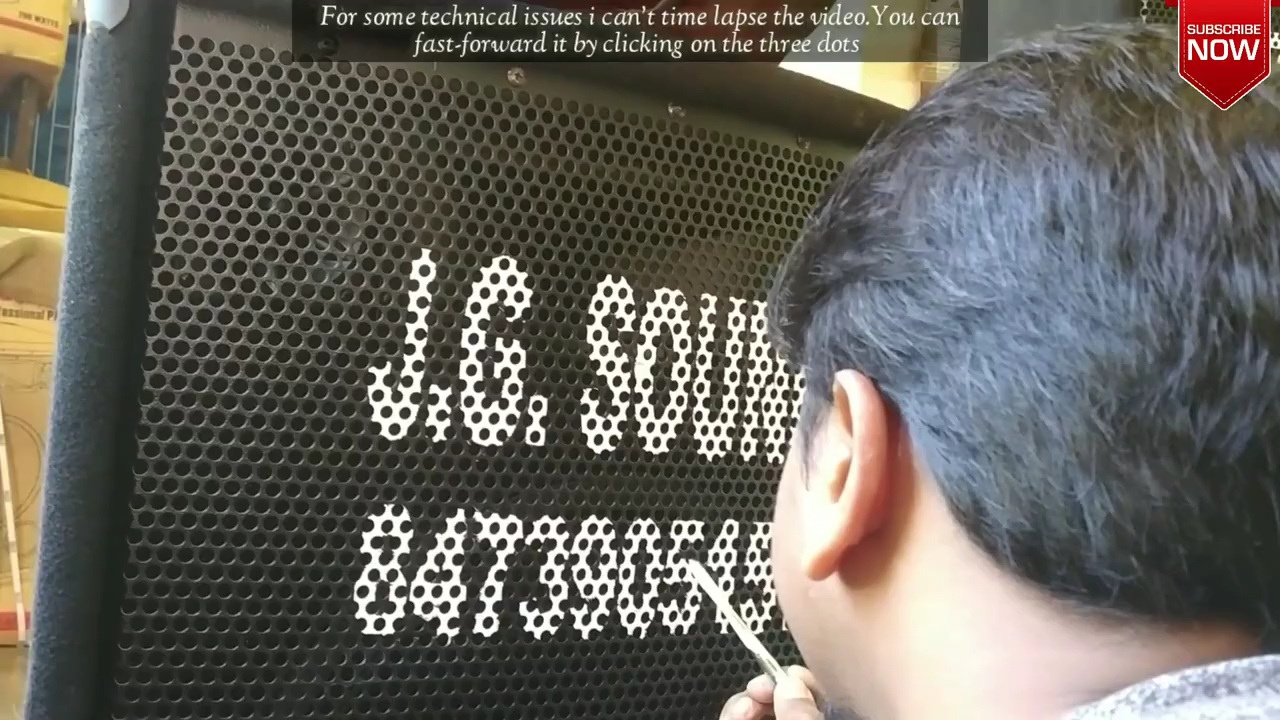 For some technical issues i can't time lapse the video.You can
fast-forward it by clicking on the three dots
SUBSCRIBE
NOW
J.G. SOUN
847390515